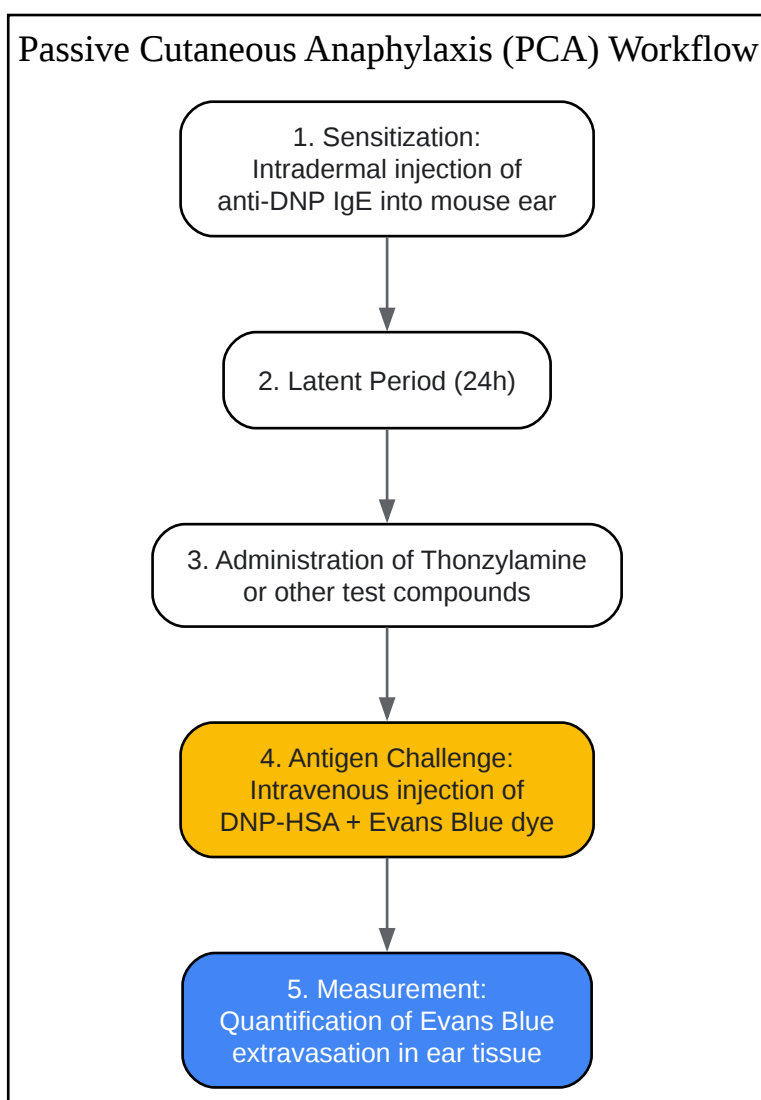 Passive Cutaneous Anaphylaxis (PCA) Workflow
1. Sensitization:
Intradermal injection of
anti-DNP IgE into mouse ear
2. Latent Period (24h)
3. Administration of Thonzylamine
or other test compounds
4. Antigen Challenge:
Intravenous injection of
DNP-HSA + Evans Blue dye
5. Measurement:
Quantification of Evans Blue
extravasation in ear tissue